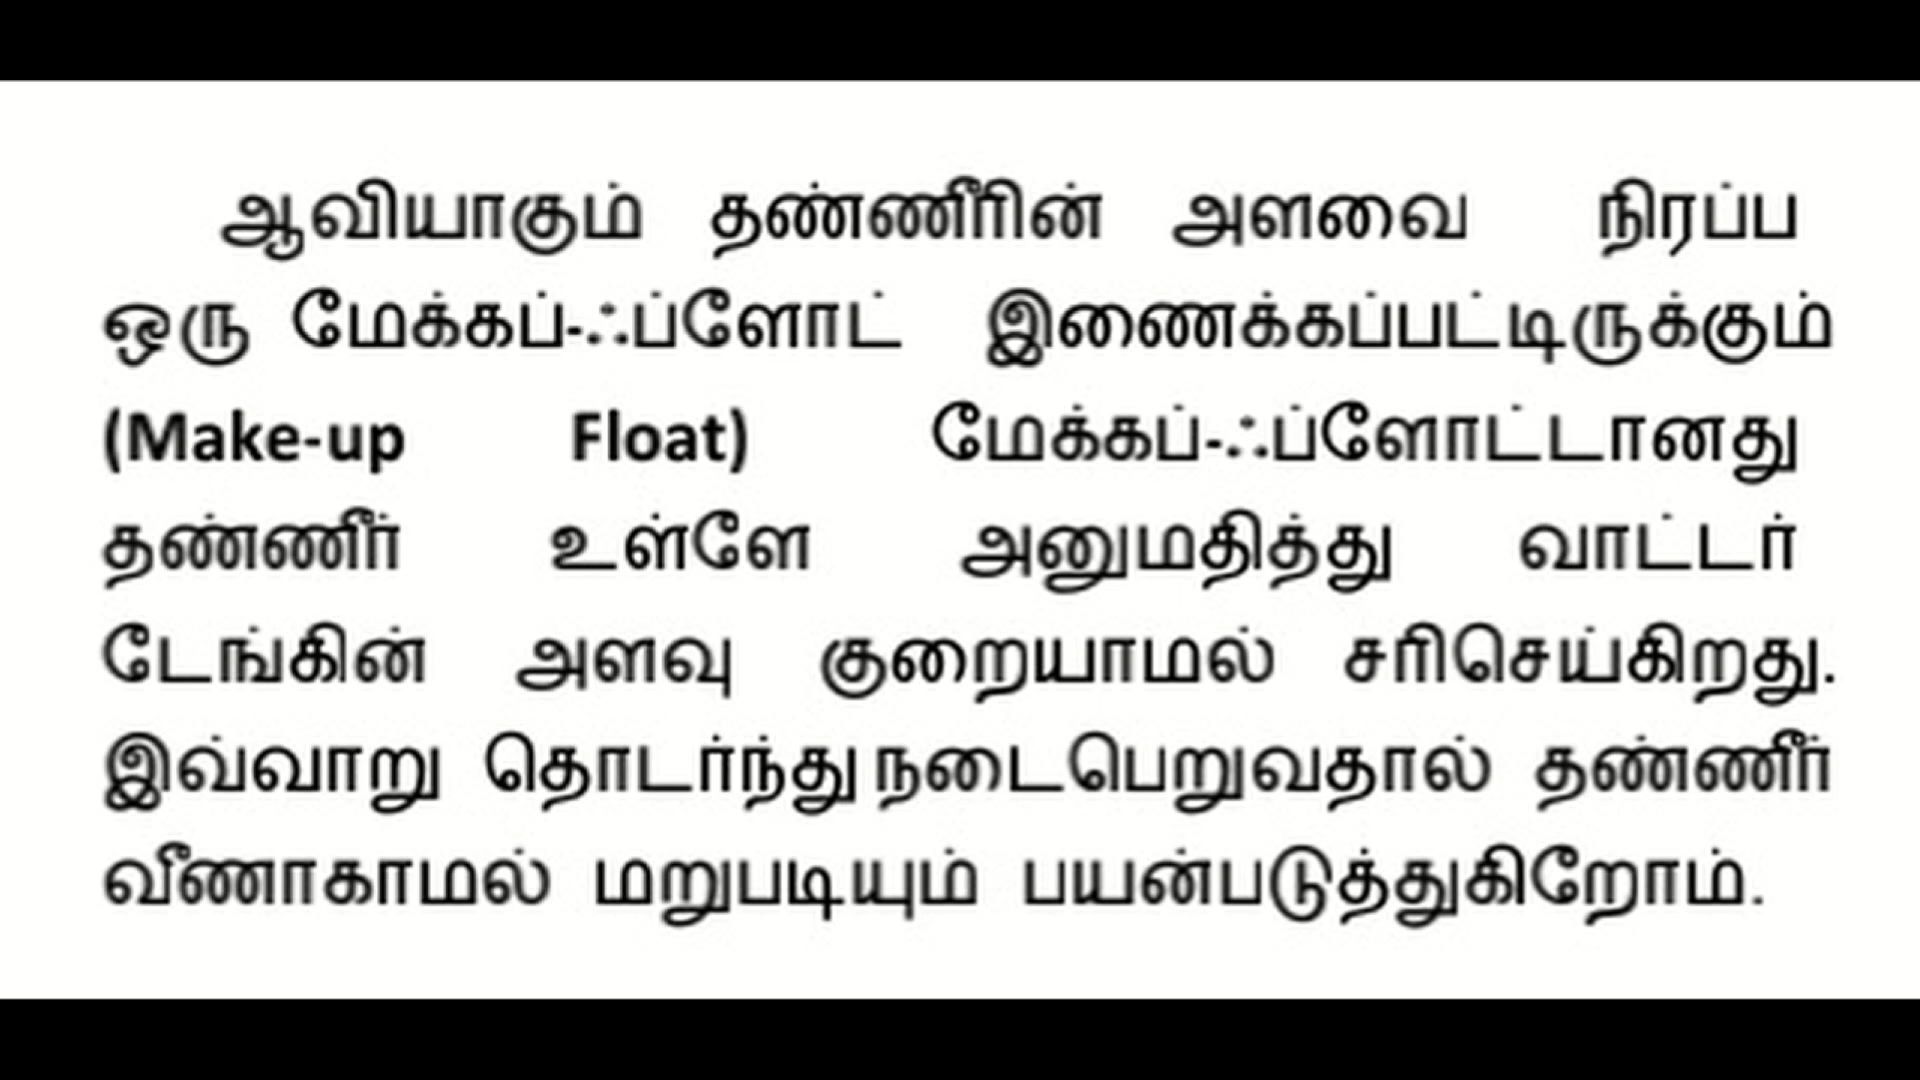 ஆவியாகும் தண்ணீரின் அளவை நிரப்ப
ஒரு மேக்கப்-ஃப்ளோட் இணைக்கப்பட்டிருக்கும்
(Make-up Float) மேக்கப்-ஃப்ளோட்டானது
தண்ணீர் உள்ளே அனுமதித்து வாட்டர்
டேங்கின் அளவு குறையாமல் சரிசெய்கிறது.
இவ்வாறு தொடர்ந்து நடைபெறுவதால் தண்ணீர்
வீணாகாமல் மறுபடியும் பயன்படுத்துகிறோம்.